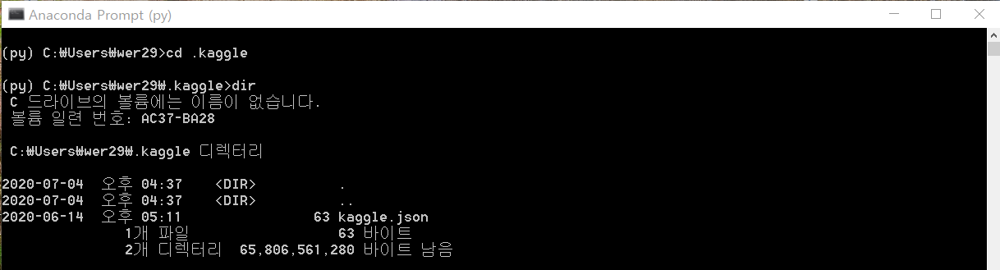 Anaconda Prompt (py)
(py) C:₩Users₩wer29>cd .kaggle
(py) C:₩Users₩wer29₩.kaggle>dir
C 드라이브의 볼륨에는 이름이 없습니다.
볼륨 일련 번호: AC37-BA28
C:₩Users₩wer29₩.kaggle 디렉터리
2020-07-04 오후 04:37 <DIR> .
2020-07-04 오후 04:37 <DIR> ..
2020-06-14 오후 05:11 63 kaggle.json
1개 파일 63 바이트
2개 디렉터리 65,806,561,280 바이트 남음